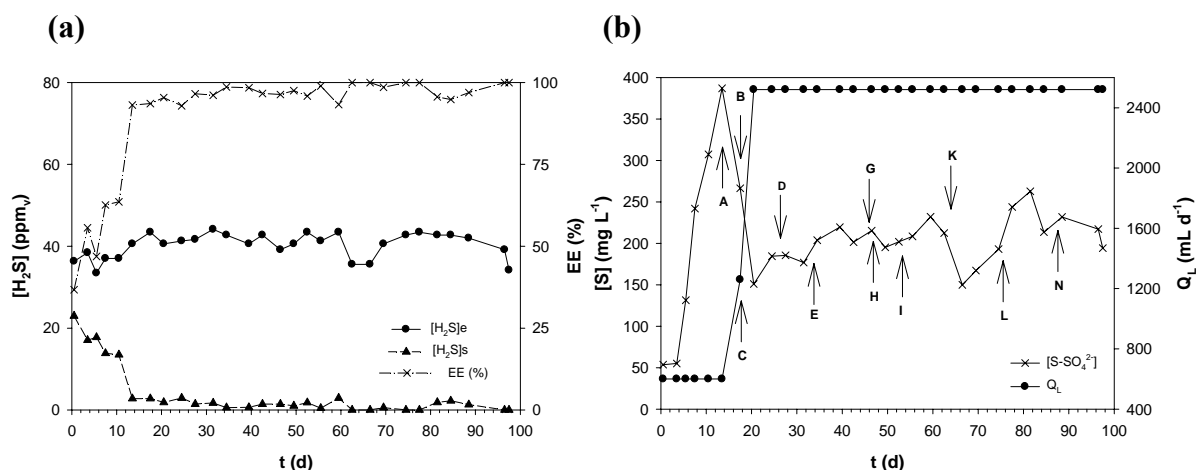 (a)
(b)
80
60
40
20
0
[H₂S] (ppmᵥ)
100
75
50
25
0
EE (%)
0 10 20 30 40 50 60 70 80 90 100
t (d)
[H₂S]e
[H₂S]s
EE (%)
400
350
300
250
200
150
100
50
0
[S] (mg L⁻¹)
2400
2000
1600
1200
800
400
Q_L (mL d⁻¹)
0 10 20 30 40 50 60 70 80 90 100
t (d)
B
A
C
D
E
G
H
I
K
L
N
[S-SO₄²⁻]
Q_L